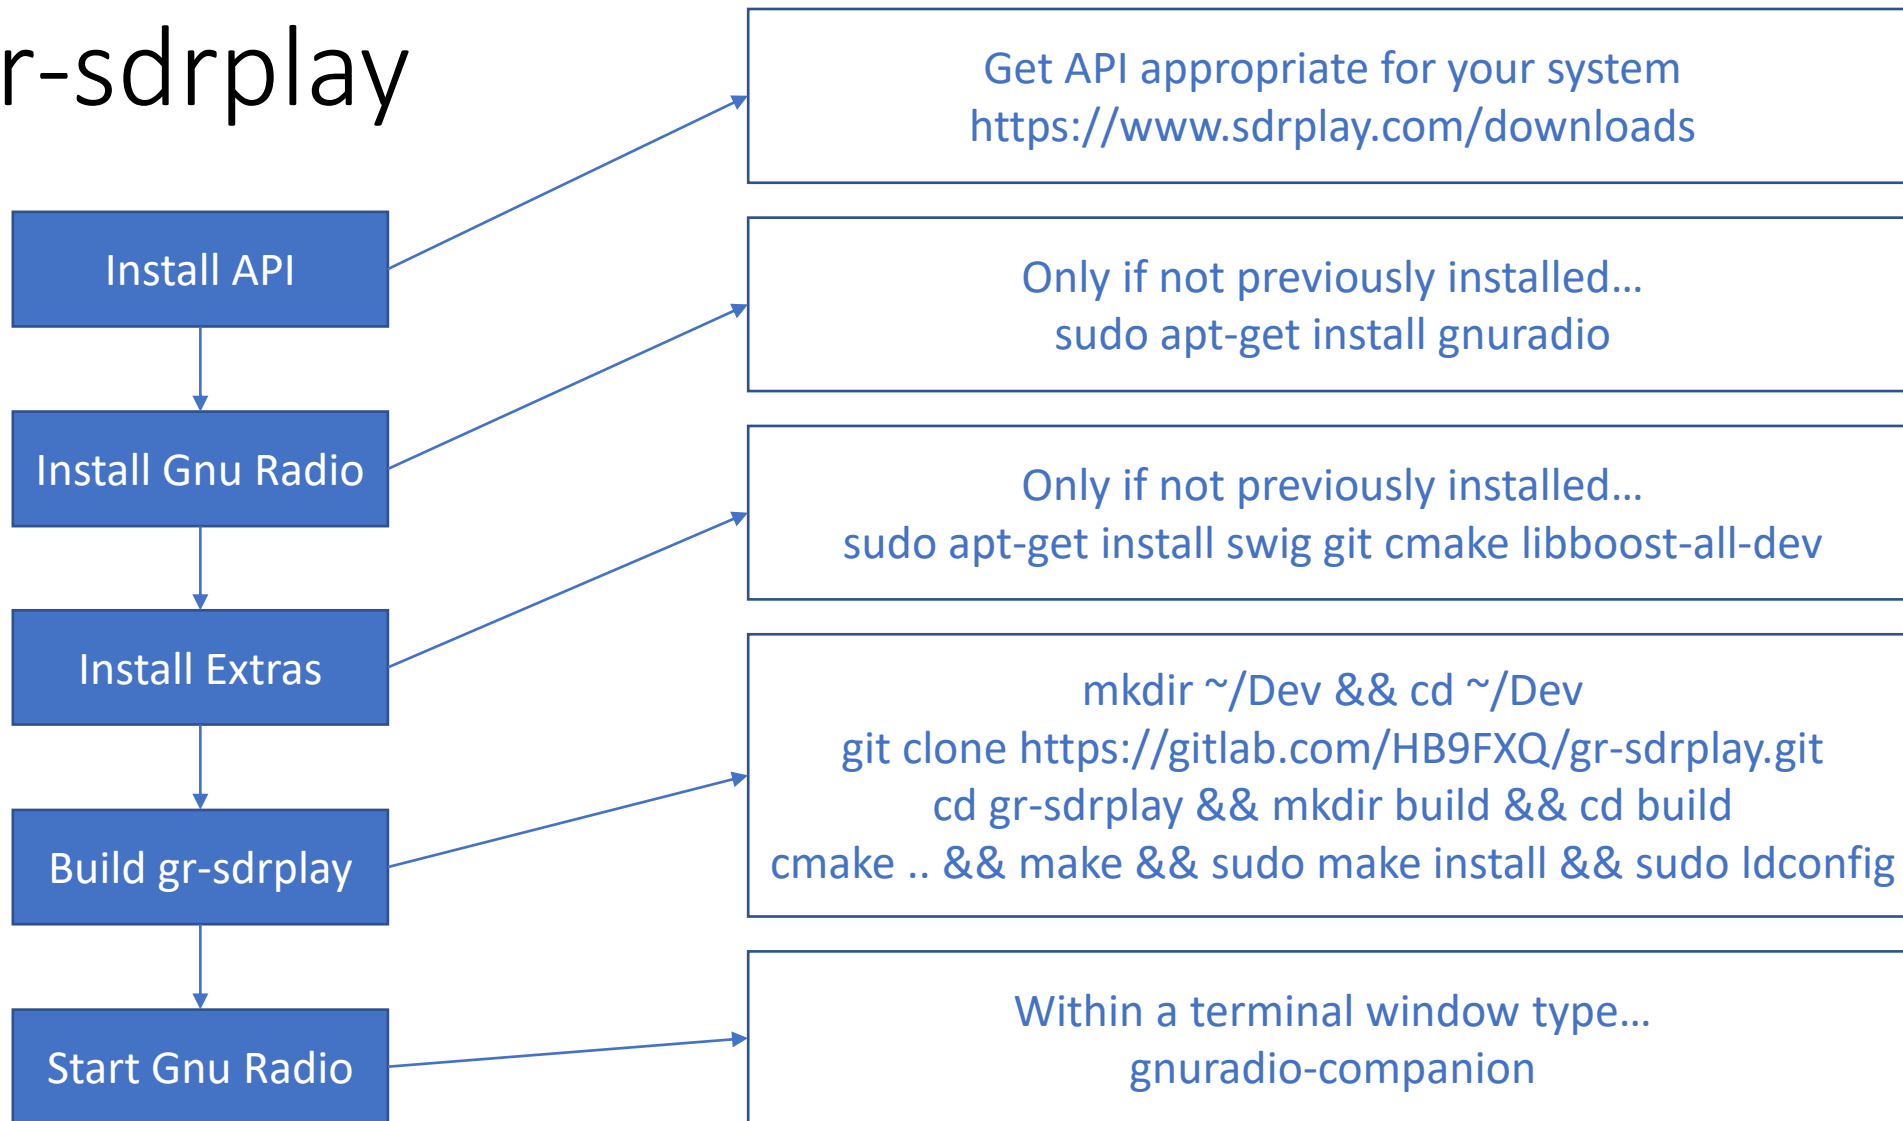 r-sdrplay
Install API
Get API appropriate for your system
https://www.sdrplay.com/downloads
Install Gnu Radio
Only if not previously installed…
sudo apt-get install gnuradio
Install Extras
Only if not previously installed…
sudo apt-get install swig git cmake libboost-all-dev
Build gr-sdrplay
mkdir ~/Dev && cd ~/Dev
git clone https://gitlab.com/HB9FXQ/gr-sdrplay.git
cd gr-sdrplay && mkdir build && cd build
cmake .. && make && sudo make install && sudo ldconfig
Start Gnu Radio
Within a terminal window type…
gnuradio-companion